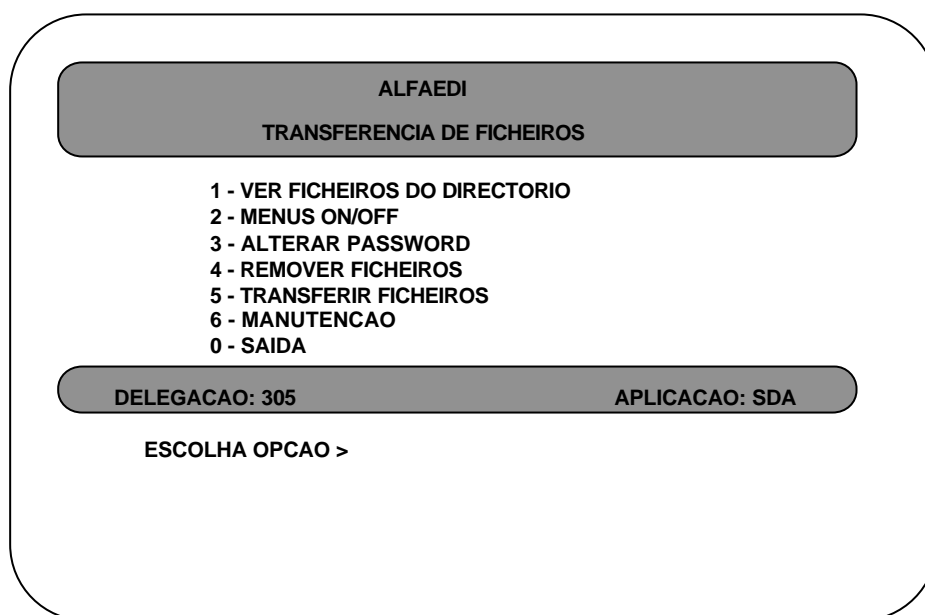 ALFAEDI
TRANSFERENCIA DE FICHEIROS
1 - VER FICHEIROS DO DIRECTORIO
2 - MENUS ON/OFF
3 - ALTERAR PASSWORD
4 - REMOVER FICHEIROS
5 - TRANSFERIR FICHEIROS
6 - MANUTENCAO
0 - SAIDA
DELEGACAO: 305 APLICACAO: SDA
ESCOLHA OPCAO >